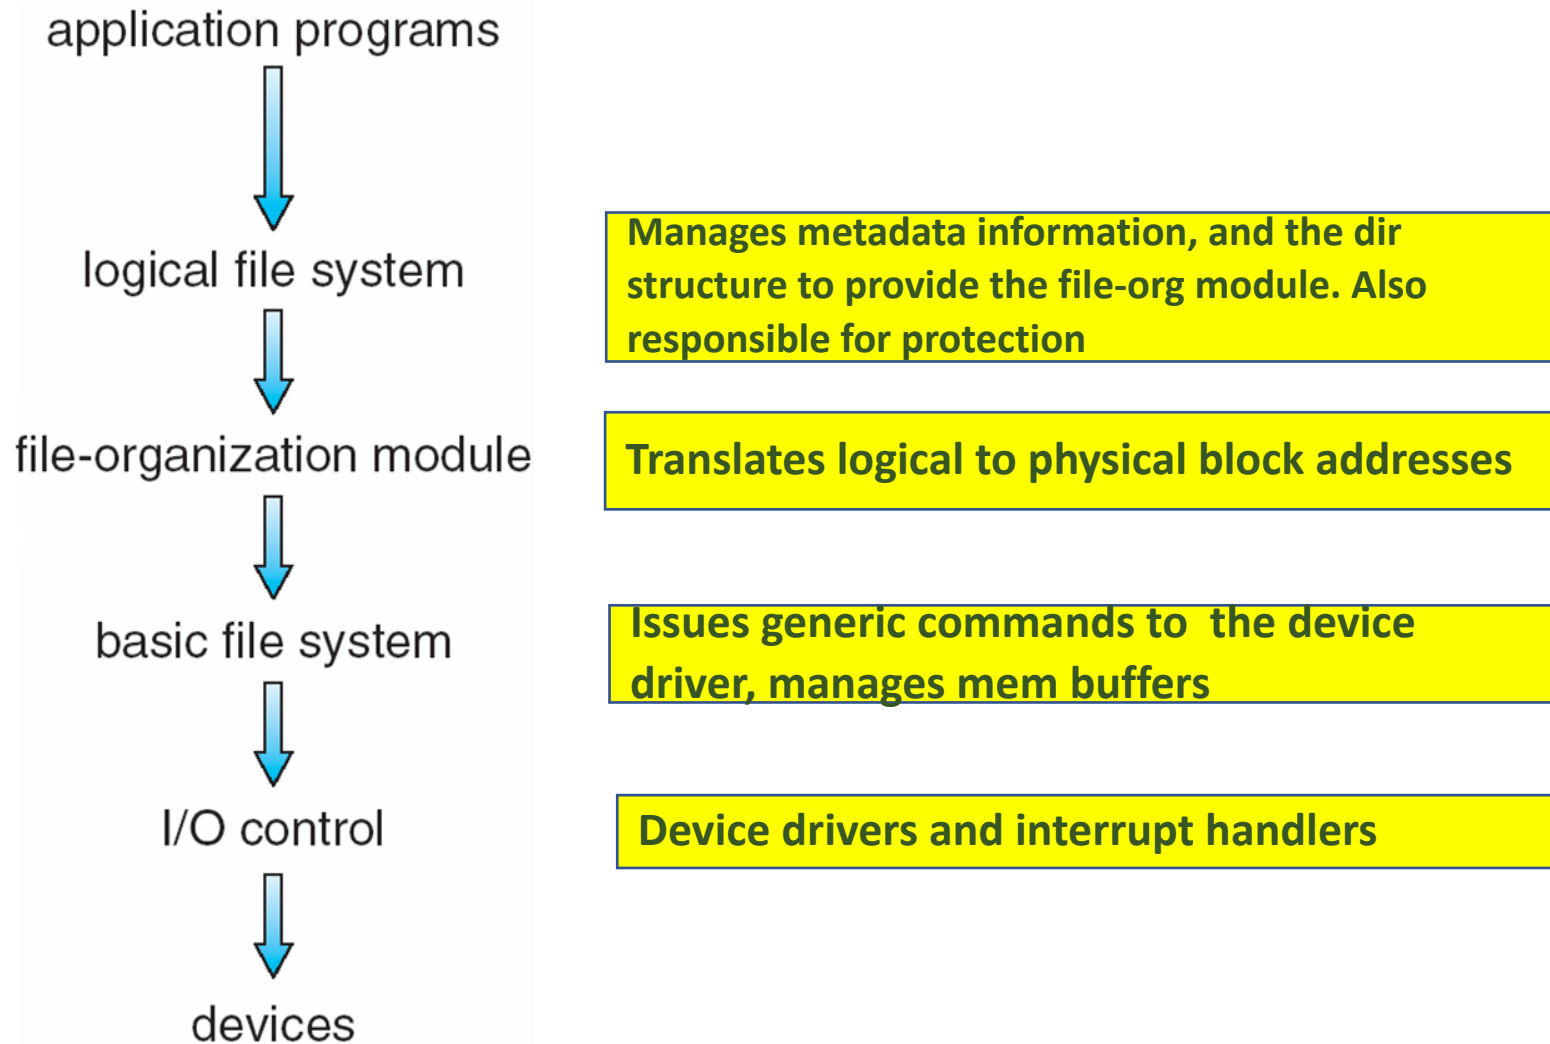 application programs
logical file system
Manages metadata information, and the dir
structure to provide the file-org module. Also
responsible for protection
file-organization module
Translates logical to physical block addresses
basic file system
Issues generic commands to  the device
driver, manages mem buffers
I/O control
Device drivers and interrupt handlers
devices